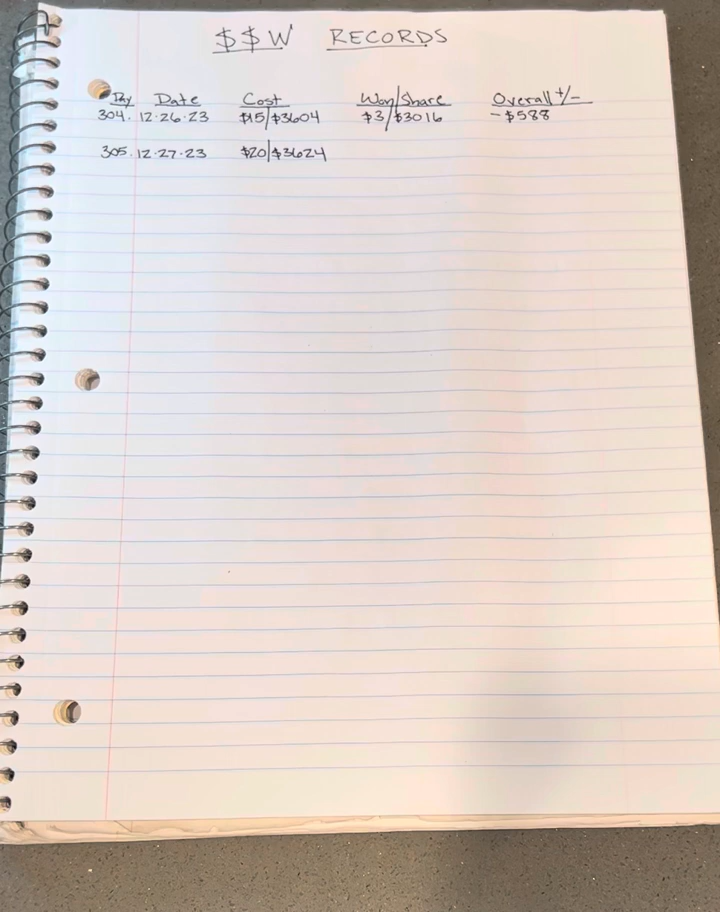 $$W RECORDS
Day Date Cost Won/Share Overall +/-
304. 12.26.23 $15/$3604 $3/$3016 -$588
305. 12.27.23 $20/$3624